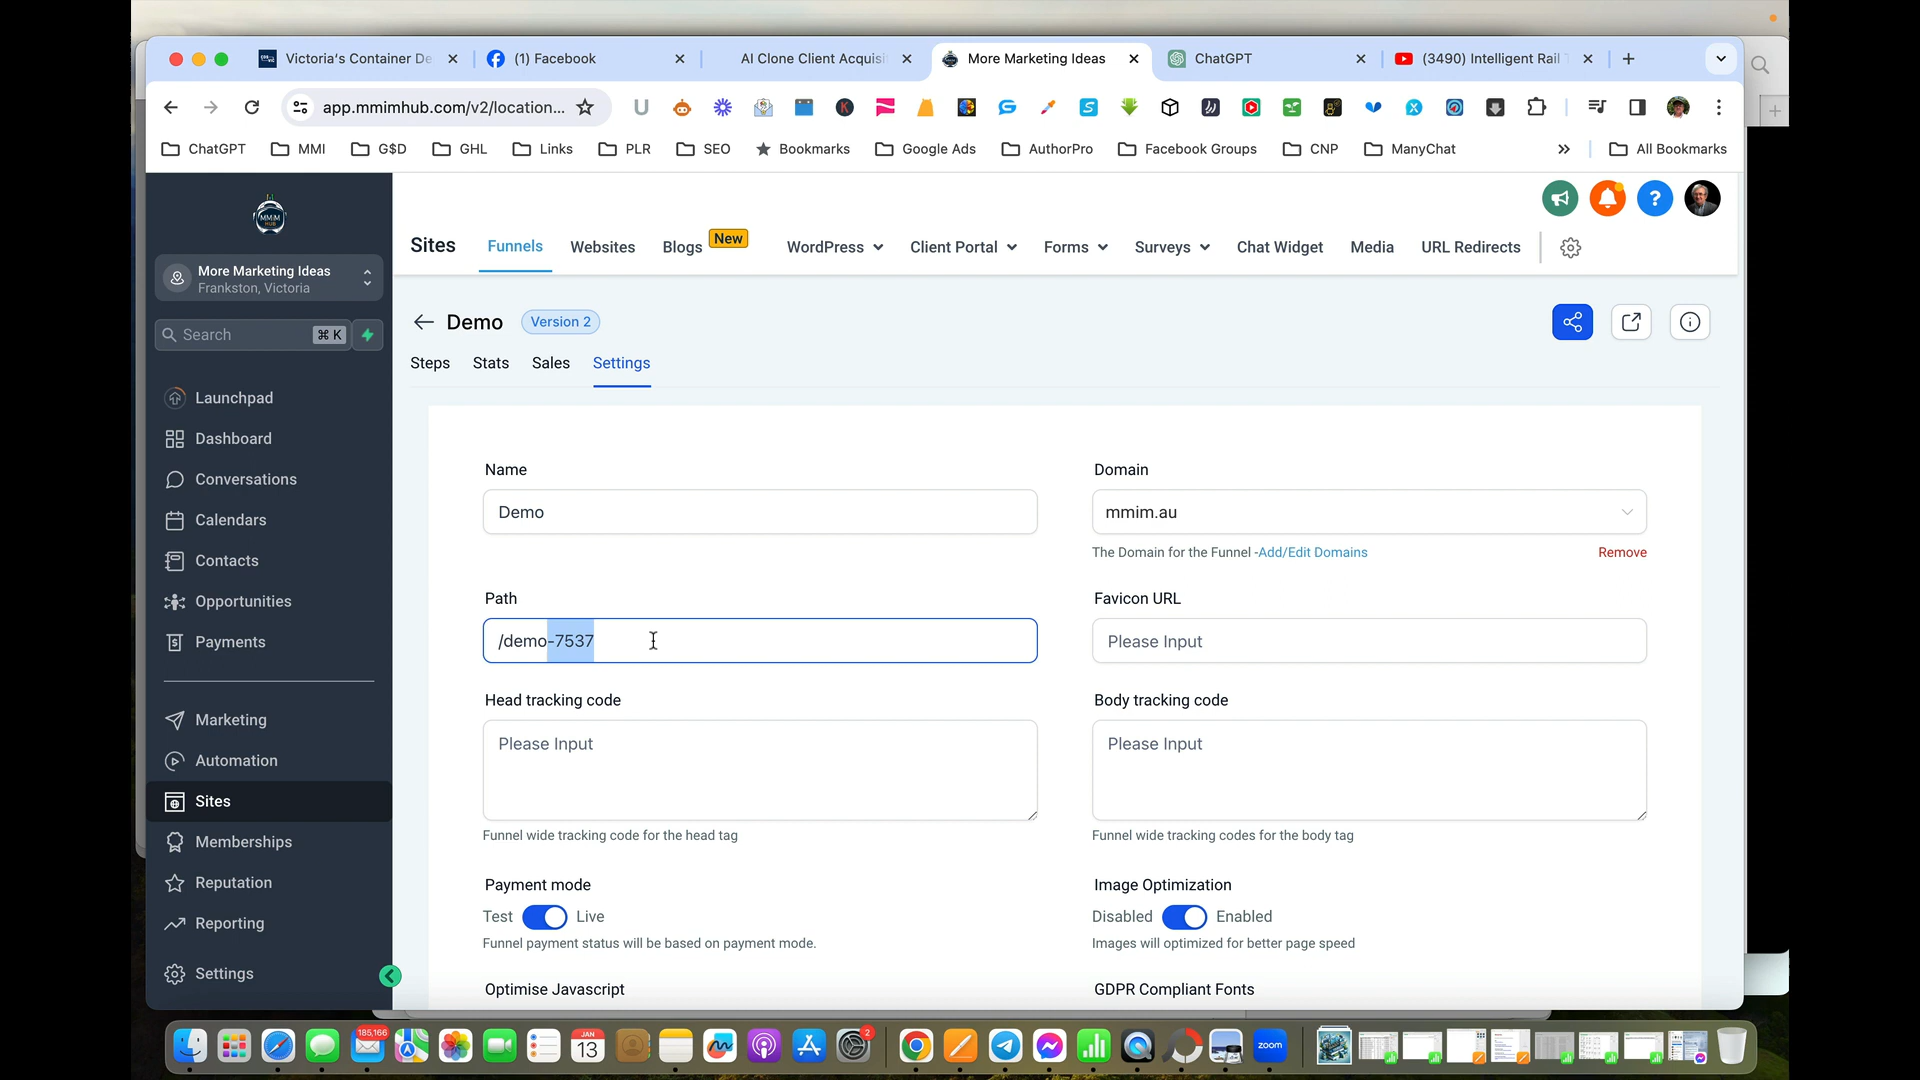 Victoria's Container De
(1) Facebook
AI Clone Client Acquisi
More Marketing Ideas
ChatGPT
(3490) Intelligent Rail T
app.mmimhub.com/v2/location...
ChatGPT
MMI
G$D
GHL
Links
PLR
SEO
Bookmarks
Google Ads
AuthorPro
Facebook Groups
CNP
ManyChat
All Bookmarks
MMiM
HUB
More Marketing Ideas
Frankston, Victoria
Search
⌘ K
Launchpad
Dashboard
Conversations
Calendars
Contacts
Opportunities
Payments
Marketing
Automation
Sites
Memberships
Reputation
Reporting
Settings
Sites
Funnels
Websites
Blogs
New
WordPress
Client Portal
Forms
Surveys
Chat Widget
Media
URL Redirects
Demo
Version 2
Steps
Stats
Sales
Settings
Name
Demo
Domain
mmim.au
The Domain for the Funnel -Add/Edit Domains
Remove
Path
/demo-7537
Favicon URL
Please Input
Head tracking code
Please Input
Funnel wide tracking code for the head tag
Body tracking code
Please Input
Funnel wide tracking codes for the body tag
Payment mode
Test
Live
Funnel payment status will be based on payment mode.
Image Optimization
Disabled
Enabled
Images will optimized for better page speed
Optimise Javascript
GDPR Compliant Fonts
185,166
JAN
13
2
zoom